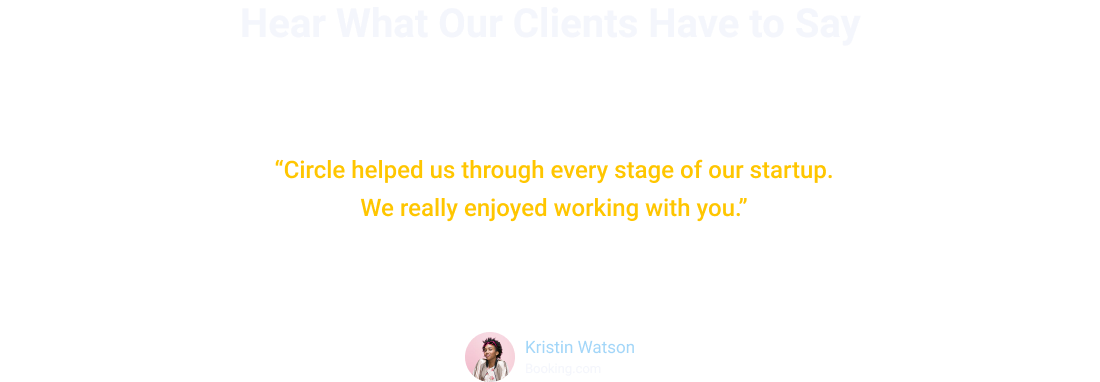 Hear What Our Clients Have to Say
“Circle helped us through every stage of our startup.
We really enjoyed working with you.”
Kristin Watson
Booking.com